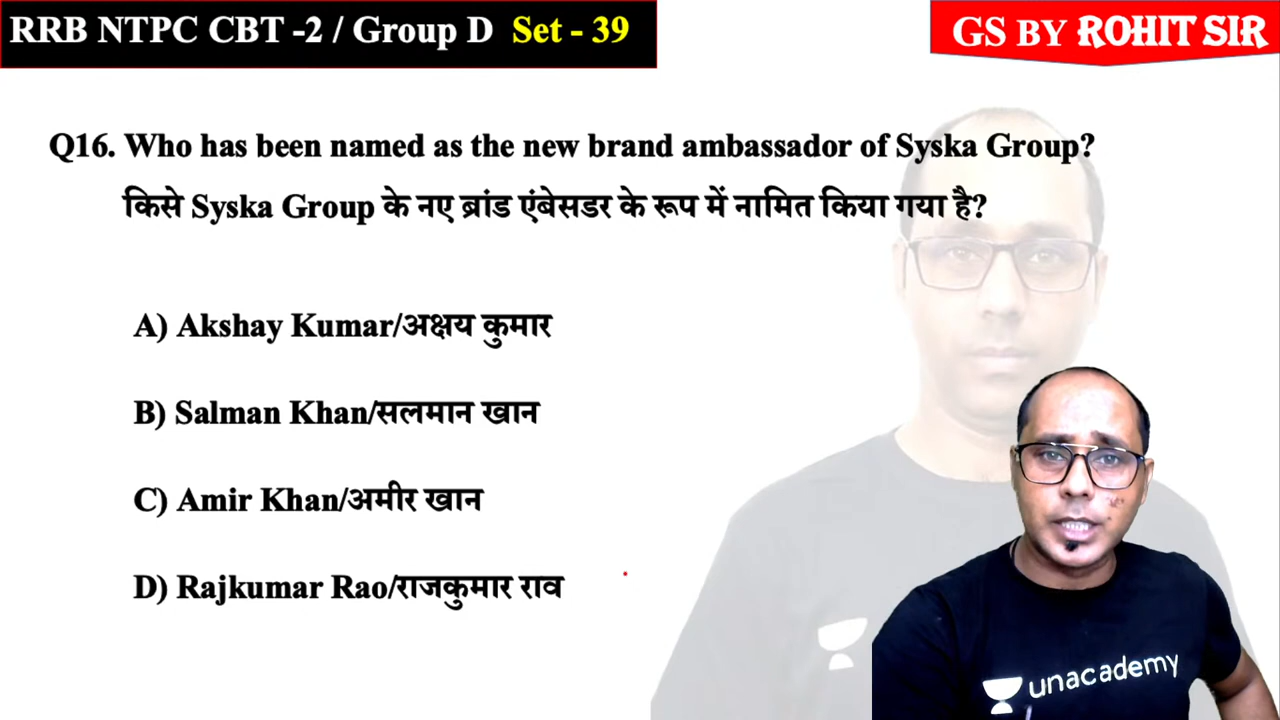 RRB NTPC CBT -2 / Group D Set - 39
GS BY ROHIT SIR
Q16. Who has been named as the new brand ambassador of Syska Group?
किसे Syska Group के नए ब्रांड एंबेसडर के रूप में नामित किया गया है?
A) Akshay Kumar/अक्षय कुमार
B) Salman Khan/सलमान खान
C) Amir Khan/अमीर खान
D) Rajkumar Rao/राजकुमार राव
unacademy